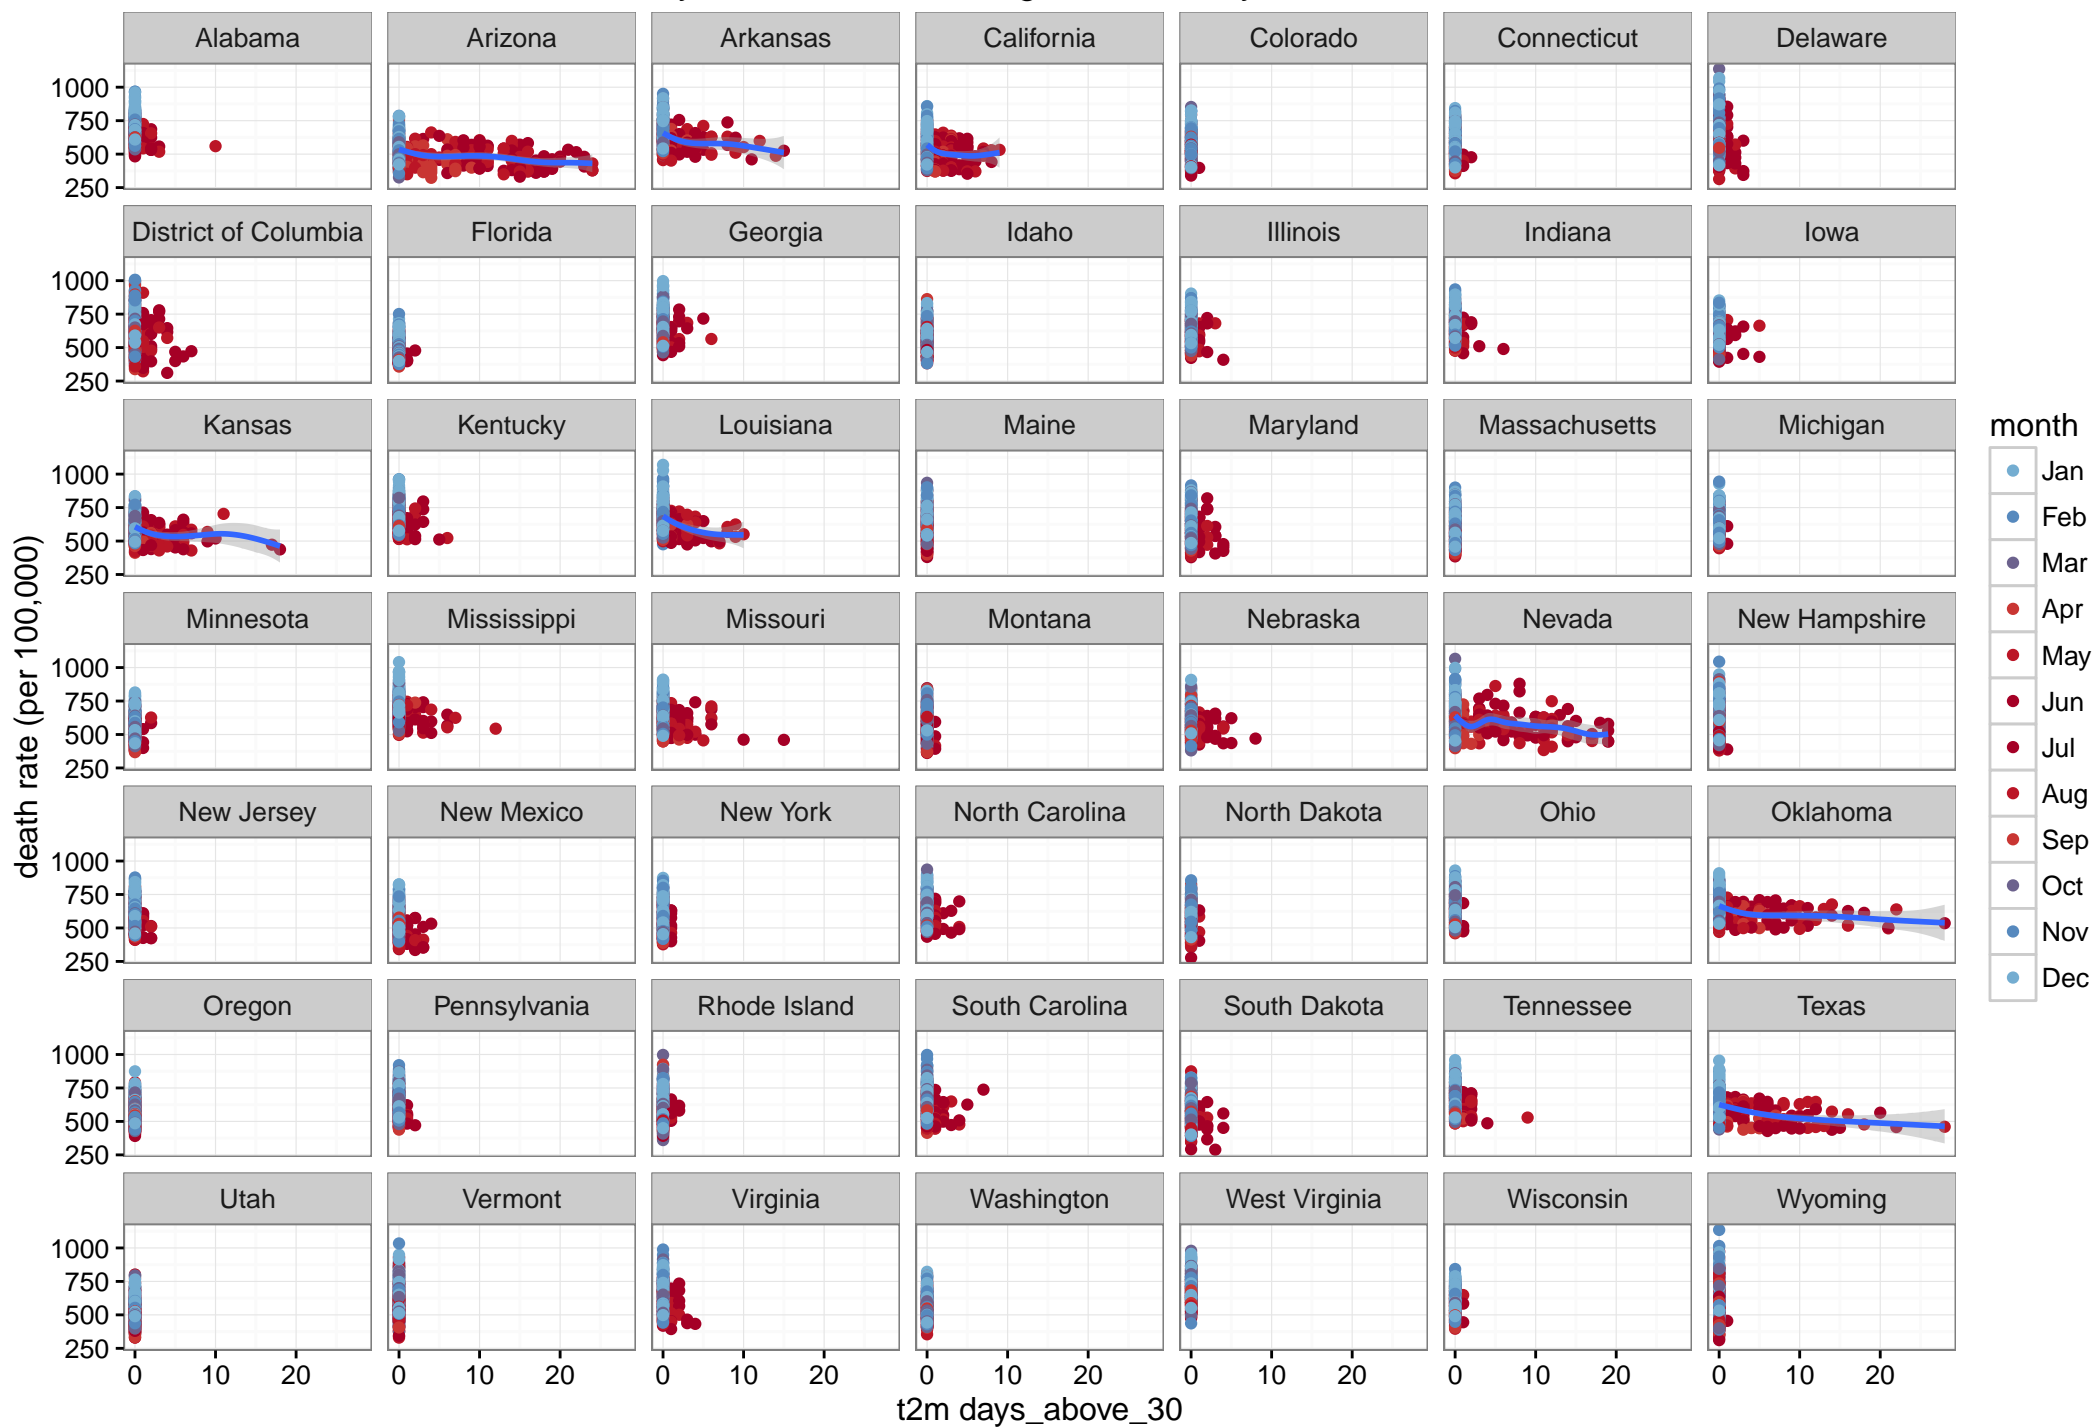 Alabama Arizona Arkansas California Colorado Connecticut Delaware
1000
750
500
250
District of Columbia Florida Georgia Idaho Illinois Indiana Iowa
1000
750
500
250
Kansas Kentucky Louisiana Maine Maryland Massachusetts Michigan
1000
750
500
250
Minnesota Mississippi Missouri Montana Nebraska Nevada New Hampshire
1000
750
500
250
New Jersey New Mexico New York North Carolina North Dakota Ohio Oklahoma
1000
750
500
250
Oregon Pennsylvania Rhode Island South Carolina South Dakota Tennessee Texas
1000
750
500
250
Utah Vermont Virginia Washington West Virginia Wisconsin Wyoming
1000
750
500
250
0 10 20 0 10 20 0 10 20 0 10 20 0 10 20 0 10 20 0 10 20
t2m days_above_30
death rate (per 100,000)
month
Jan
Feb
Mar
Apr
May
Jun
Jul
Aug
Sep
Oct
Nov
Dec